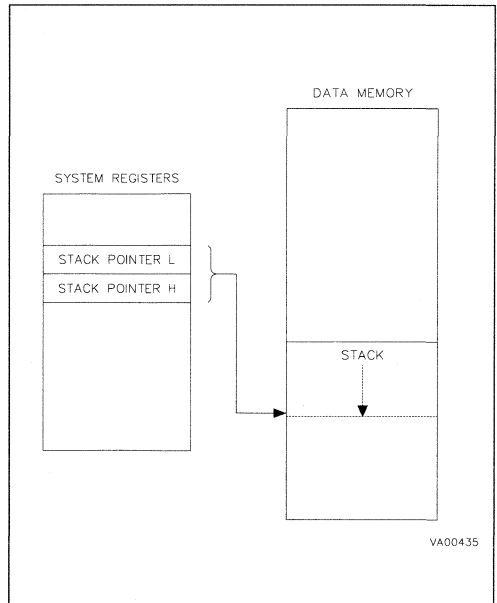 DATA MEMORY
SYSTEM REGISTERS
STACK POINTER L
STACK POINTER H
STACK
VA00435